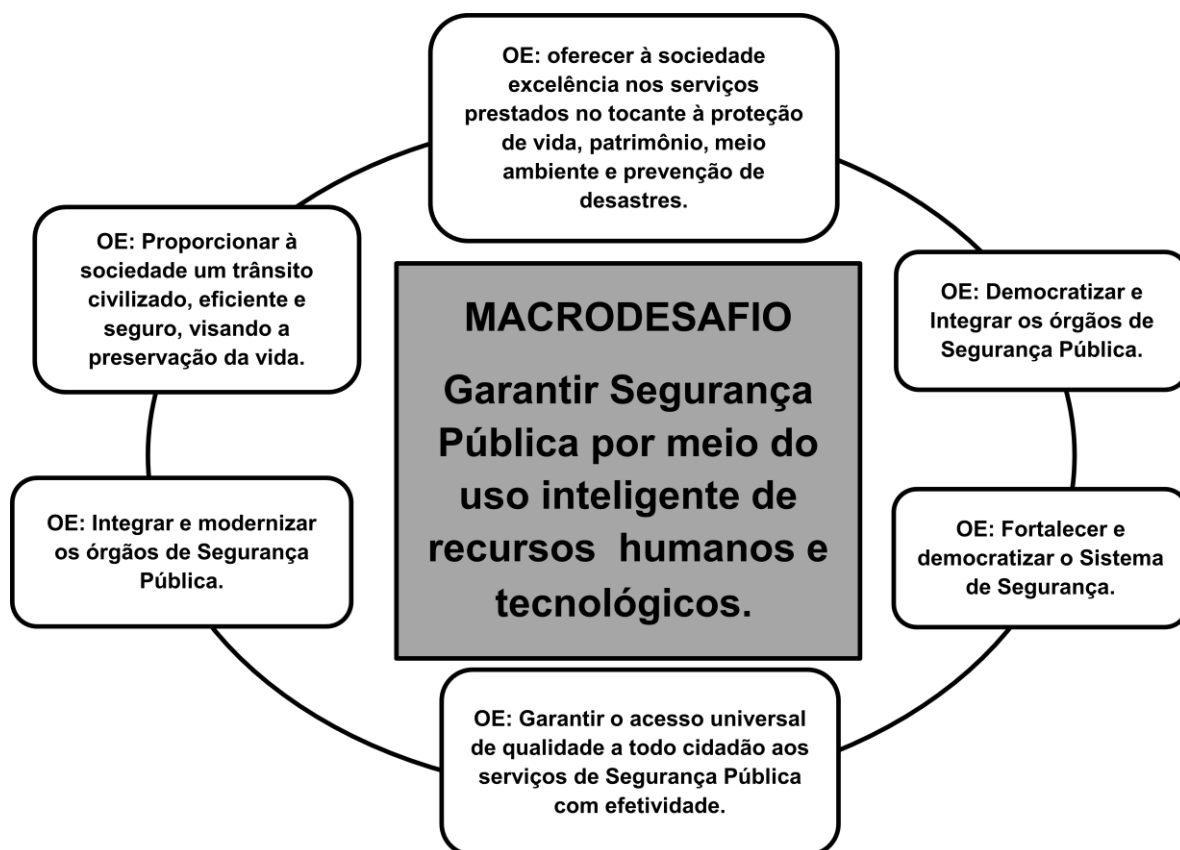 OE: oferecer à sociedade
excelência nos serviços
prestados no tocante à proteção
de vida, patrimônio, meio
ambiente e prevenção de
desastres.
OE: Proporcionar à
sociedade um trânsito
civilizado, eficiente e
seguro, visando a
preservação da vida.
MACRODESAFIO
Garantir Segurança
Pública por meio do
uso inteligente de
recursos humanos e
tecnológicos.
OE: Democratizar e
Integrar os órgãos de
Segurança Pública.
OE: Integrar e modernizar
os órgãos de Segurança
Pública.
OE: Fortalecer e
democratizar o Sistema
de Segurança.
OE: Garantir o acesso universal
de qualidade a todo cidadão aos
serviços de Segurança Pública
com efetividade.